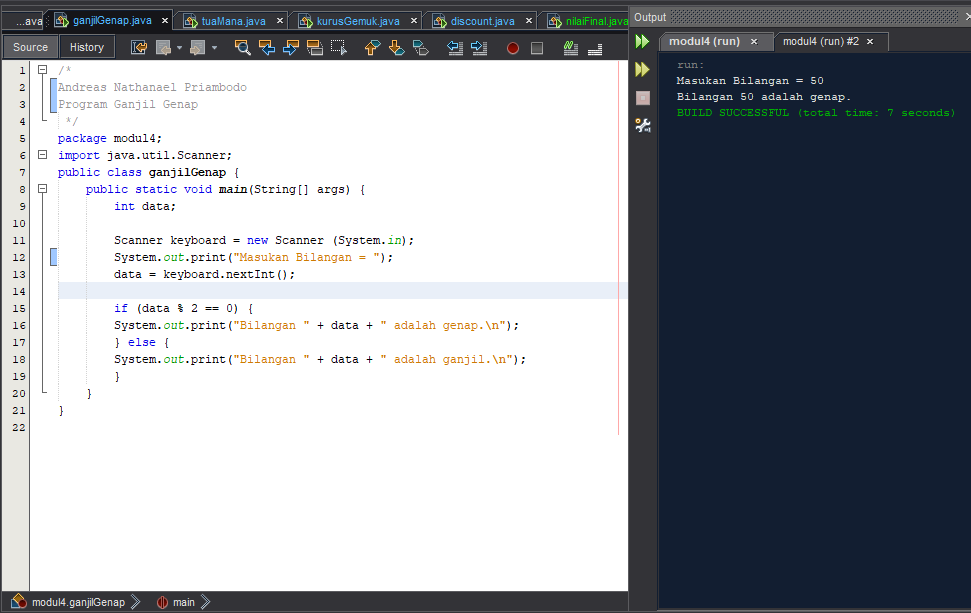 ...ava ganjilGenap.java × tuaMana.java × kurusGemuk.java × discount.java × nilaiFinal.java
Source History
1 /*
2 Andreas Nathanael Priambodo
3 Program Ganjil Genap
4 */
5 package modul4;
6 import java.util.Scanner;
7 public class ganjilGenap {
8 public static void main(String[] args) {
9 int data;
10
11 Scanner keyboard = new Scanner (System.in);
12 System.out.print("Masukan Bilangan = ");
13 data = keyboard.nextInt();
14
15 if (data % 2 == 0) {
16 System.out.print("Bilangan " + data + " adalah genap.\n");
17 } else {
18 System.out.print("Bilangan " + data + " adalah ganjil.\n");
19 }
20 }
21 }
22
modul4.ganjilGenap main
Output
modul4 (run) × modul4 (run) #2 ×
run:
Masukan Bilangan = 50
Bilangan 50 adalah genap.
BUILD SUCCESSFUL (total time: 7 seconds)